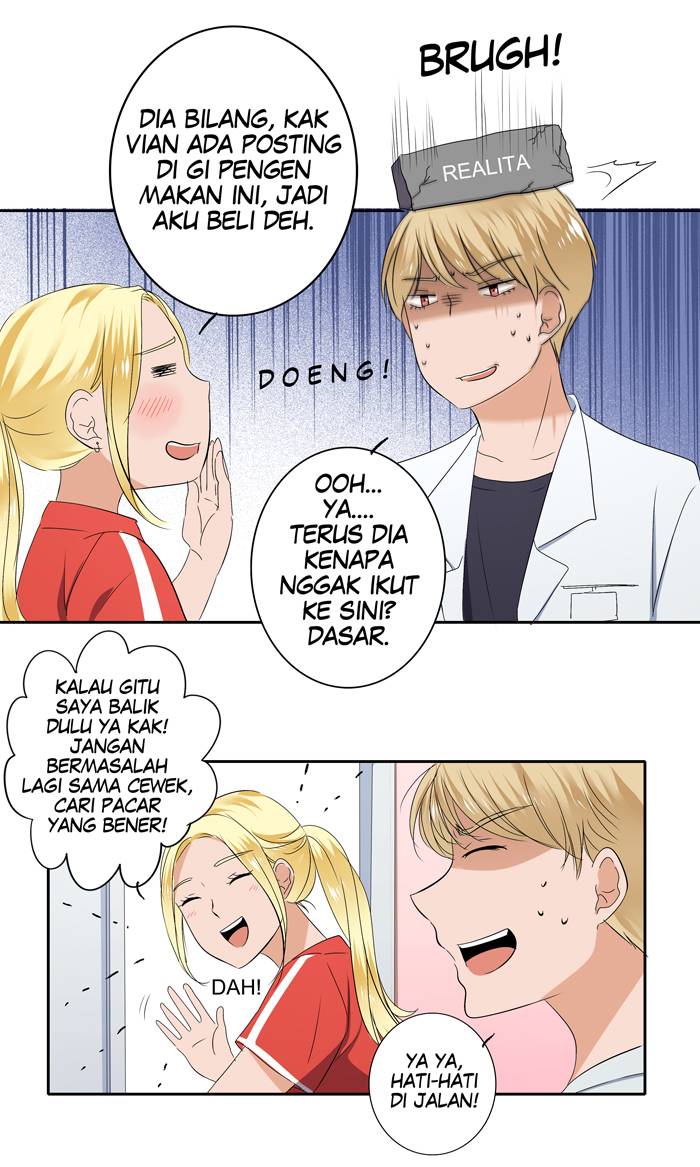 BRUGH!
DIA BILANG, KAK
VIAN ADA POSTING
DI GI PENGEN
MAKAN INI, JADI
AKU BELI DEH.
REALITA
DOENG!
OOH...
YA....
TERUS DIA
KENAPA
NGGAK IKUT
KE SINI?
DASAR.
KALAU GITU
SAYA BALIK
DULU YA KAK!
JANGAN
BERMASALAH
LAGI SAMA CEWEK,
CARI PACAR
YANG BENER!
DAH!
YA YA,
HATI-HATI
DI JALAN!